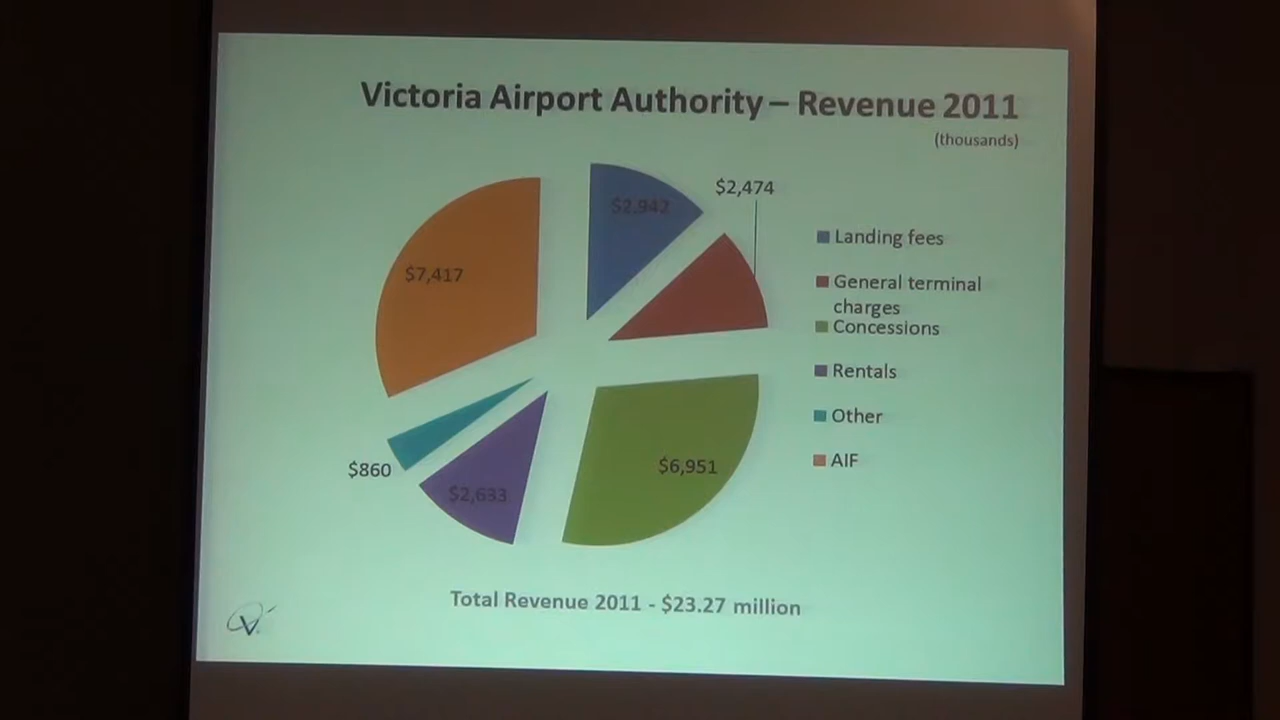 Victoria Airport Authority – Revenue 2011
(thousands)
$2,942
$2,474
$7,417
$6,951
$2,633
$860
Landing fees
General terminal
charges
Concessions
Rentals
Other
AIF
Total Revenue 2011 - $23.27 million
V